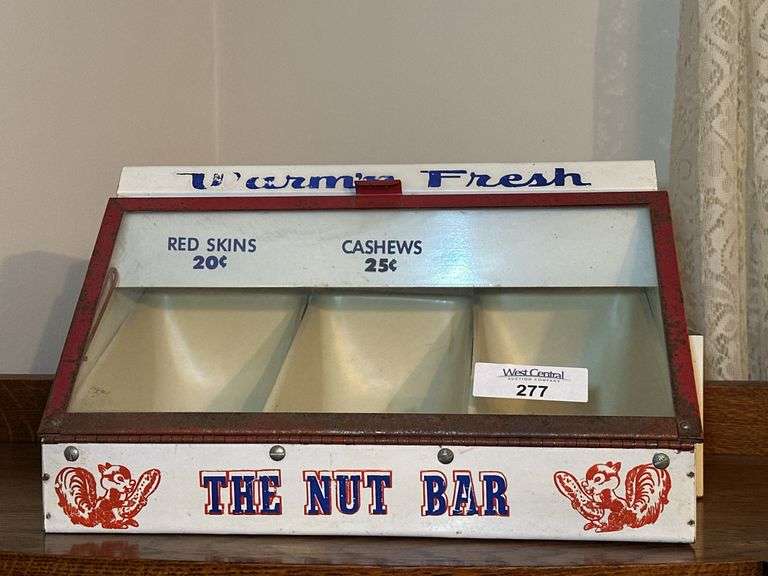 Warm'n Fresh
RED SKINS
20¢
CASHEWS
25¢
West Central
AUCTION COMPANY
277
THE NUT BAR